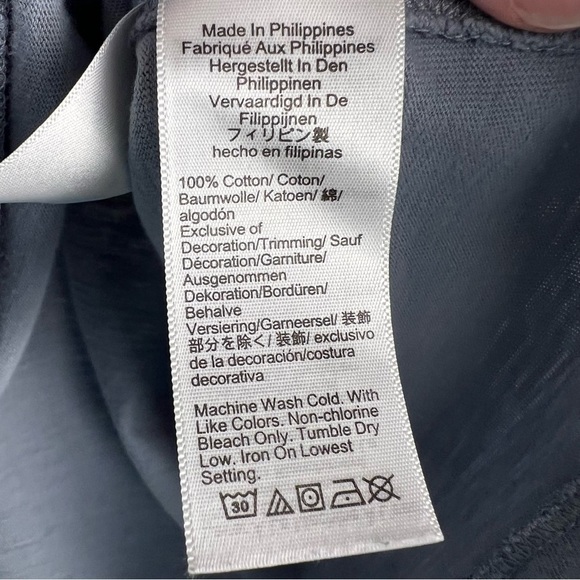 Made In Philippines
Fabriqué Aux Philippines
Hergestellt In Den
Philippinen
Vervaardigd In De
Filippijnen
フィリピン製
hecho en filipinas
100% Cotton/ Coton/
Baumwolle/ Katoen/ 綿/
algodón
Exclusive of
Decoration/Trimming/ Sauf
Décoration/Garniture/
Ausgenommen
Dekoration/Bordüren/
Behalve
Versiering/Garneersel/ 装飾
部分を除く/ 装飾/ exclusivo
de la decoración/costura
decorativa
Machine Wash Cold. With
Like Colors. Non-chlorine
Bleach Only. Tumble Dry
Low. Iron On Lowest
Setting.
30